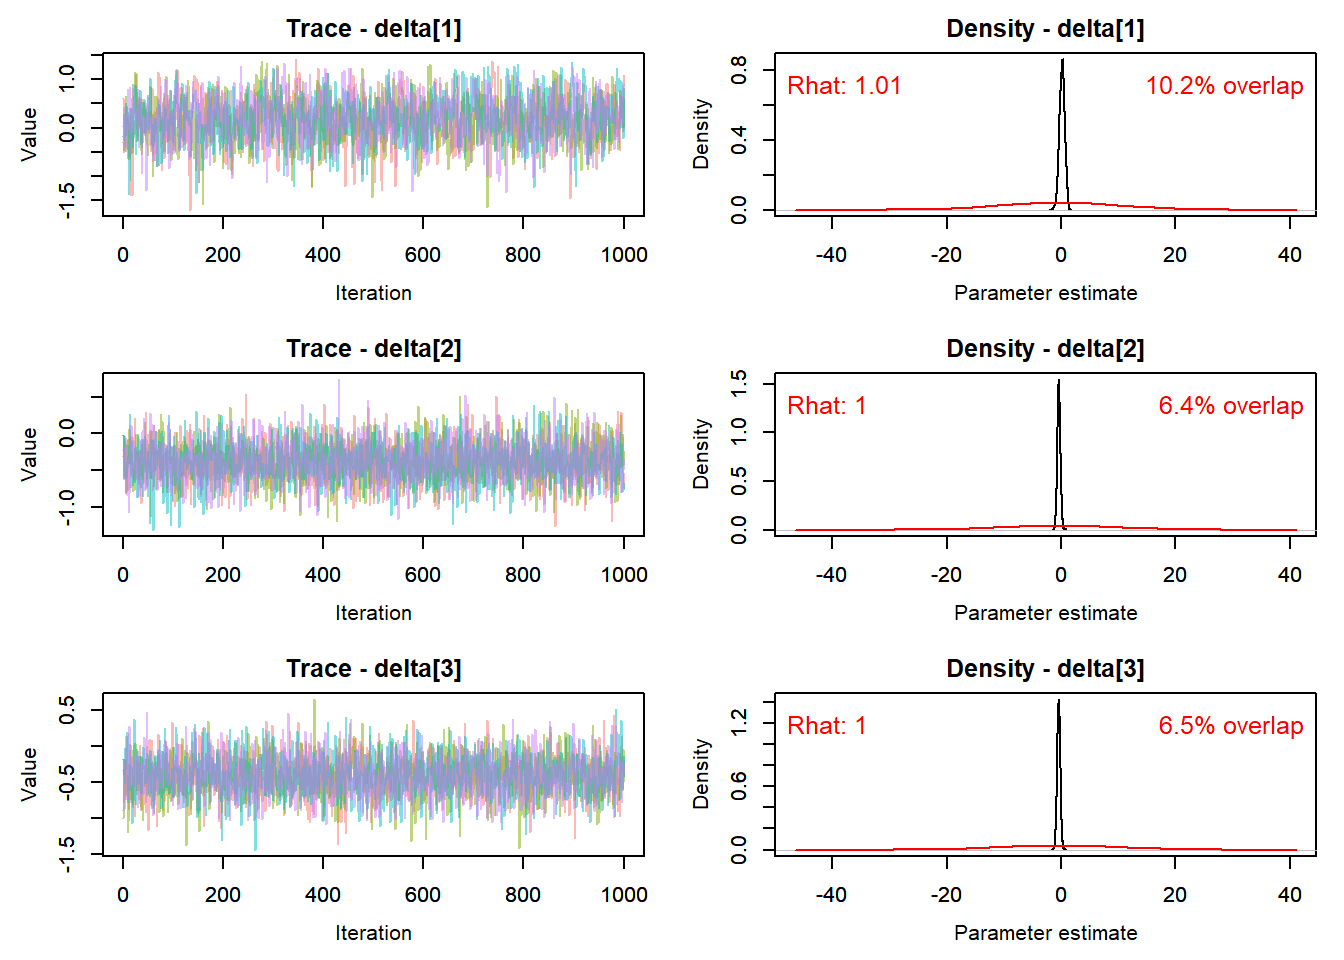 Trace - delta[1]
Value
-1.5 0.0 1.0
0 200 400 600 800 1000
Iteration
Density - delta[1]
Density
0.0 0.4 0.8
Rhat: 1.01 10.2% overlap
-40 -20 0 20 40
Parameter estimate
Trace - delta[2]
Value
-1.0 0.0
0 200 400 600 800 1000
Iteration
Density - delta[2]
Density
0.0 0.5 1.0 1.5
Rhat: 1 6.4% overlap
-40 -20 0 20 40
Parameter estimate
Trace - delta[3]
Value
-1.5 -0.5 0.5
0 200 400 600 800 1000
Iteration
Density - delta[3]
Density
0.0 0.6 1.2
Rhat: 1 6.5% overlap
-40 -20 0 20 40
Parameter estimate